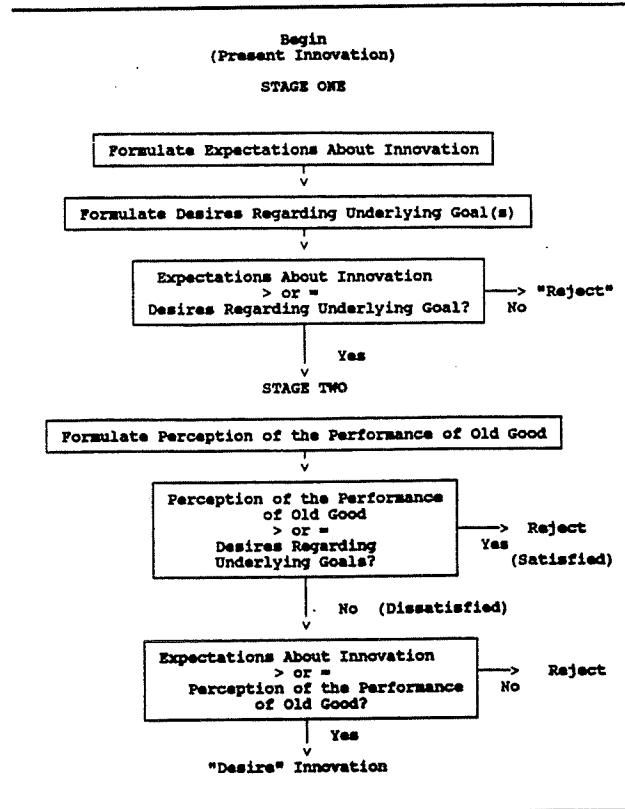 Begin
(Present Innovation)
STAGE ONE
Formulate Expectations About Innovation
Formulate Desires Regarding Underlying Goal(s)
Expectations About Innovation
> or =
Desires Regarding Underlying Goal?
"Reject"
No
Yes
STAGE TWO
Formulate Perception of the Performance of Old Good
Perception of the Performance
of Old Good
> or =
Desires Regarding
Underlying Goals?
Reject
Yes
(Satisfied)
No (Dissatisfied)
Expectations About Innovation
> or =
Perception of the Performance
of Old Good?
Reject
No
Yes
"Desire" Innovation